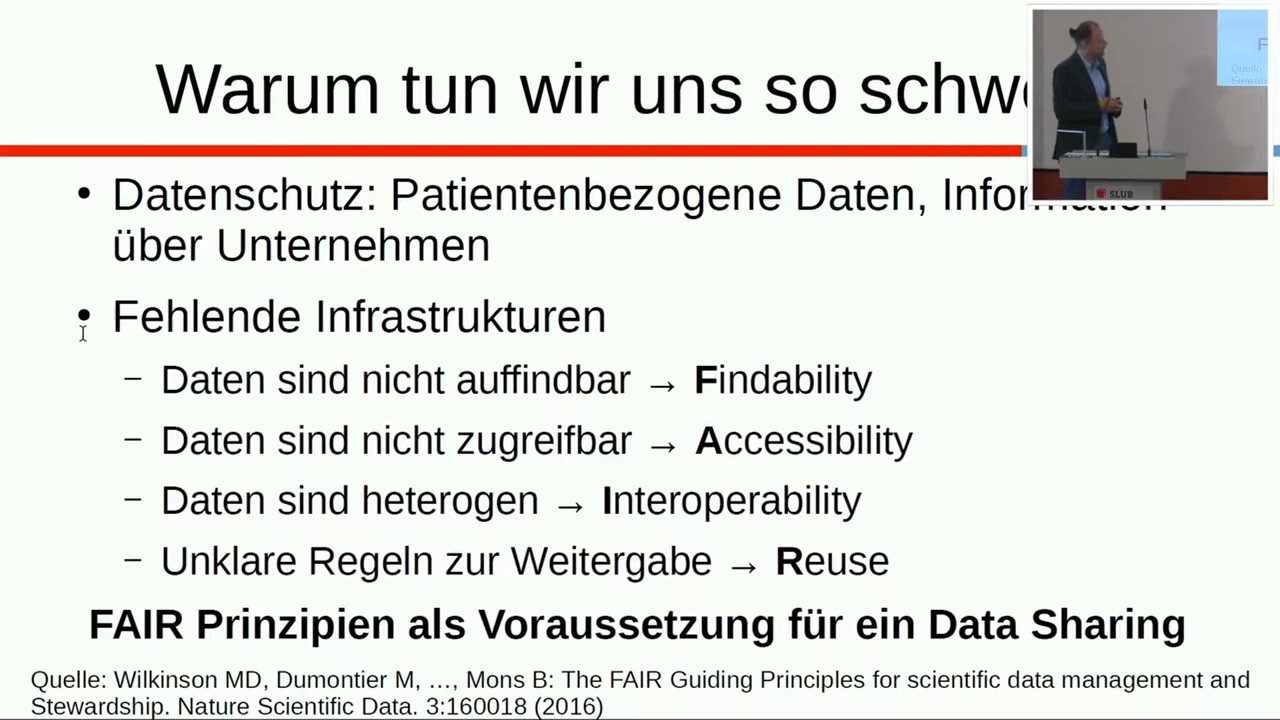 Warum tun wir uns so
• Datenschutz: Patientenbezogene Daten,
über Unternehmen
• Fehlende Infrastrukturen
– Daten sind nicht auffindbar → Findability
– Daten sind nicht zugreifbar → Accessibility
– Daten sind heterogen → Interoperability
– Unklare Regeln zur Weitergabe → Reuse
FAIR Prinzipien als Voraussetzung für ein Data Sharing
Quelle: Wilkinson MD, Dumontier M, …, Mons B: The FAIR Guiding Principles for scientific data management and
Stewardship. Nature Scientific Data. 3:160018 (2016)
SLUB